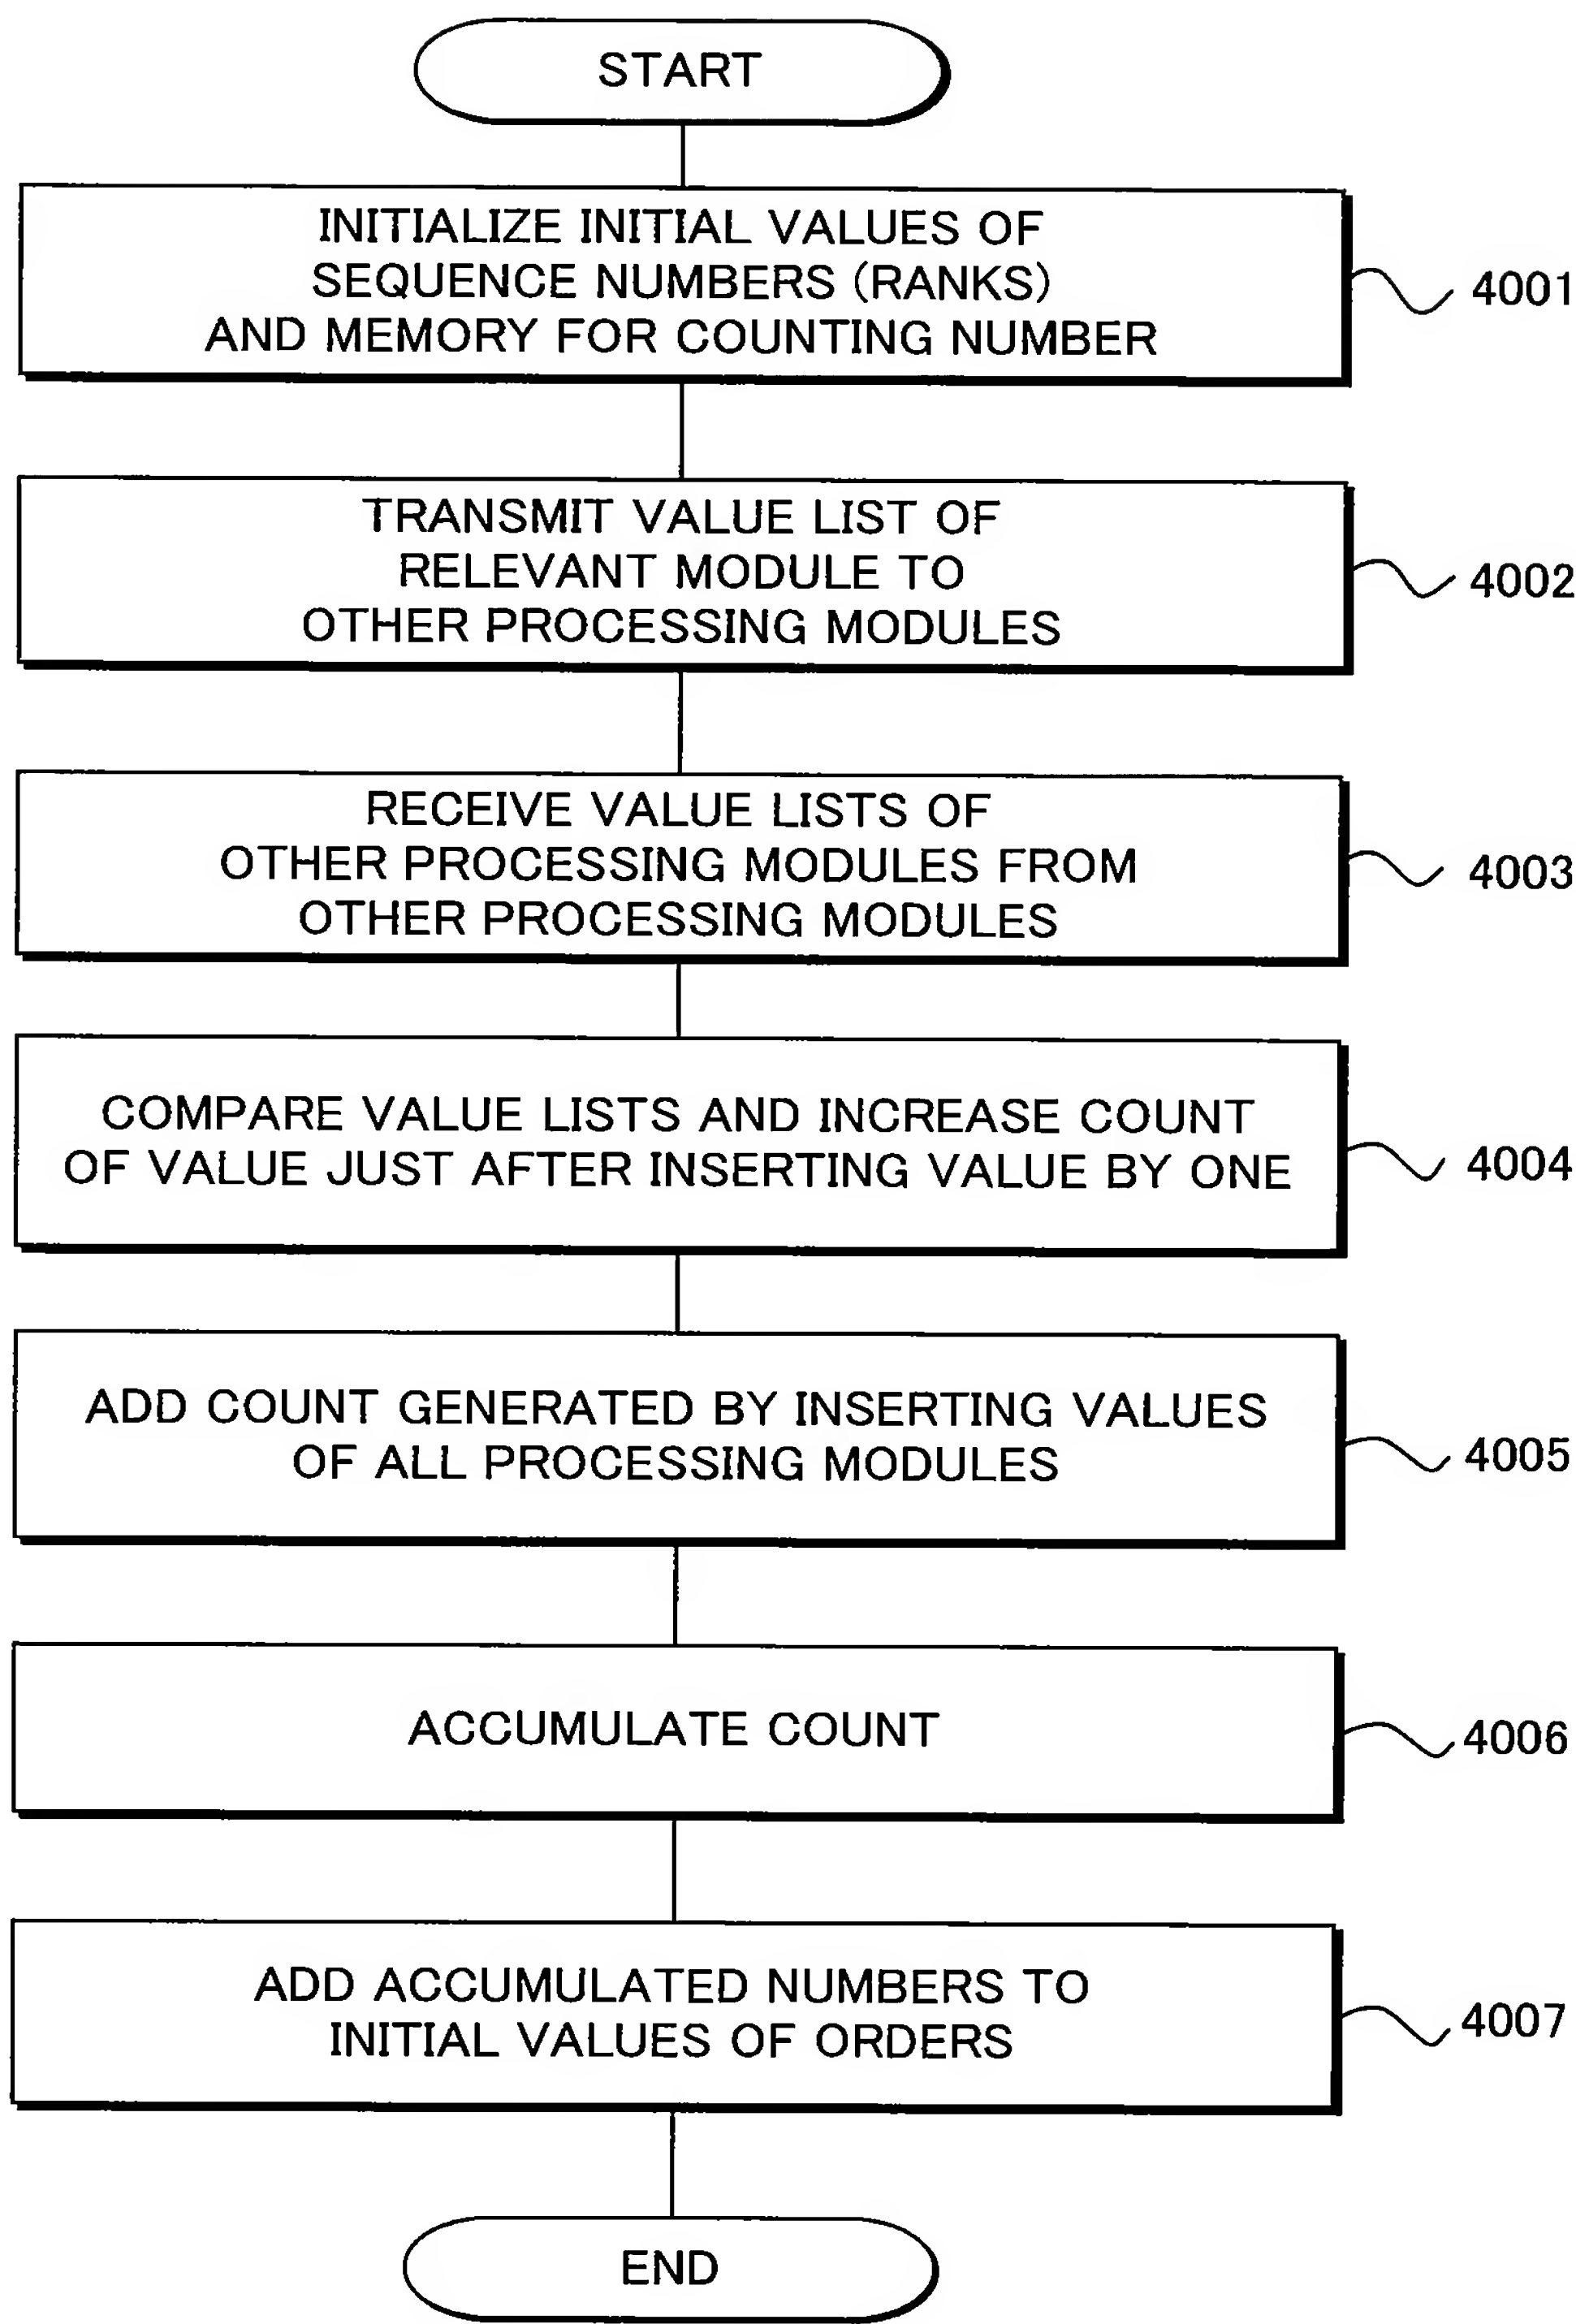 START
INITIALIZE INITIAL VALUES OF
SEQUENCE NUMBERS (RANKS)
AND MEMORY FOR COUNTING NUMBER
4001
TRANSMIT VALUE LIST OF
RELEVANT MODULE TO
OTHER PROCESSING MODULES
4002
RECEIVE VALUE LISTS OF
OTHER PROCESSING MODULES FROM
OTHER PROCESSING MODULES
4003
COMPARE VALUE LISTS AND INCREASE COUNT
OF VALUE JUST AFTER INSERTING VALUE BY ONE
4004
ADD COUNT GENERATED BY INSERTING VALUES
OF ALL PROCESSING MODULES
4005
ACCUMULATE COUNT
4006
ADD ACCUMULATED NUMBERS TO
INITIAL VALUES OF ORDERS
4007
END